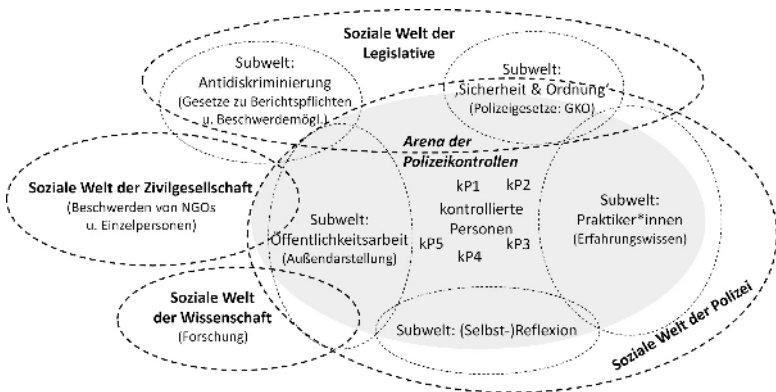 Soziale Welt der
Legislative
Subwelt:
Antidiskriminierung
(Gesetze zu Berichtspflichten
u. Beschwerdemögl.)
Subwelt:
‚Sicherheit & Ordnung‘
(Polizeigesetze: GKO)
Arena der
Polizeikontrollen
Soziale Welt der Zivilgesellschaft
(Beschwerden von NGOs
u. Einzelpersonen)
Subwelt:
Öffentlichkeitsarbeit
(Außendarstellung)
kP1 kP2
kontrollierte
Personen
kP5 kP3
kP4
Subwelt:
Praktiker*innen
(Erfahrungswissen)
Soziale Welt
der Wissenschaft
(Forschung)
Subwelt: (Selbst-)Reflexion
Soziale Welt der Polizei